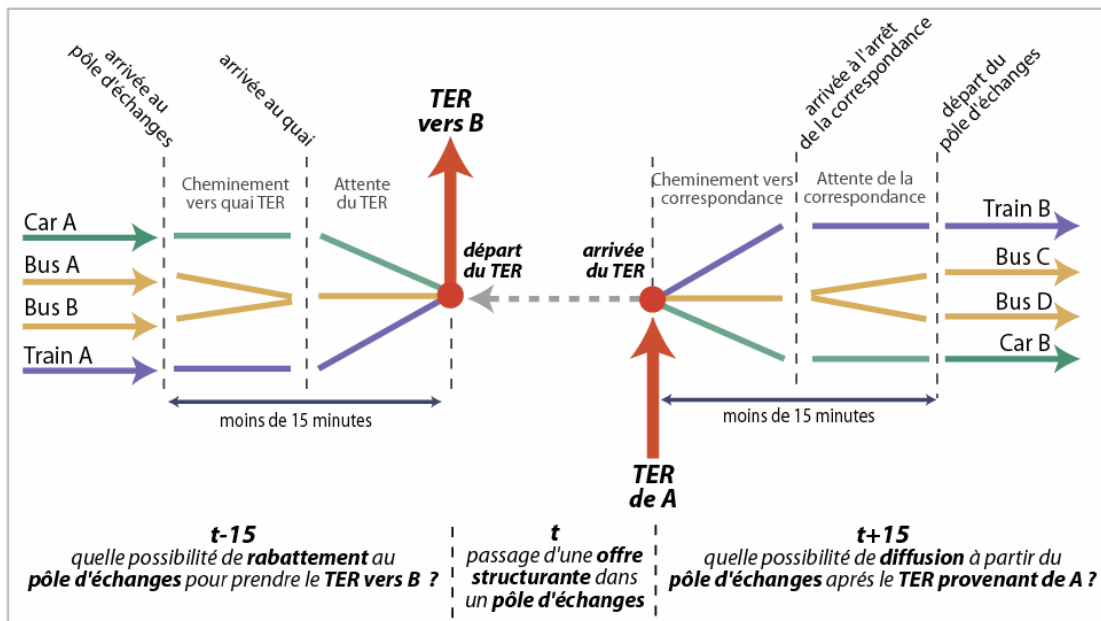 arrivée au
pôle d'échanges
arrivée au quai
TER
vers B
arrivée à l'arrêt
de la correspondance
départ du
pôle d'échanges
Cheminement
vers quai TER
Attente
du TER
Cheminement vers
correspondance
Attente de la
correspondance
Car A
Bus A
Bus B
Train A
départ
du TER
arrivée
du TER
Train B
Bus C
Bus D
Car B
moins de 15 minutes
moins de 15 minutes
TER
de A
t-15
quelle possibilité de rabattement au
pôle d'échanges pour prendre le TER vers B ?
t
passage d'une offre
structurante dans
un pôle d'échanges
t+15
quelle possibilité de diffusion à partir du
pôle d'échanges aprés le TER provenant de A ?